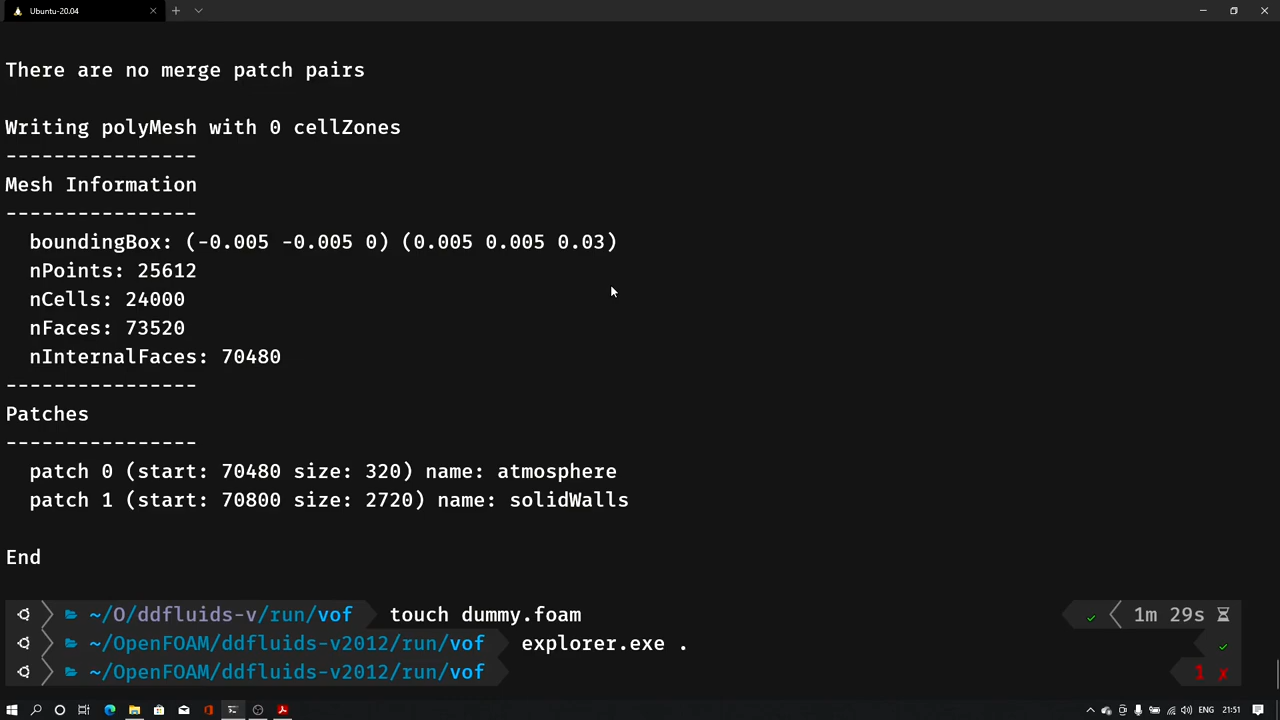 Ubuntu-20.04
There are no merge patch pairs
Writing polyMesh with 0 cellZones
----------------
Mesh Information
----------------
boundingBox: (-0.005 -0.005 0) (0.005 0.005 0.03)
nPoints: 25612
nCells: 24000
nFaces: 73520
nInternalFaces: 70480
----------------
Patches
----------------
patch 0 (start: 70480 size: 320) name: atmosphere
patch 1 (start: 70800 size: 2720) name: solidWalls
End
~/O/ddfluids-v/run/vof touch dummy.foam ✓ 1m 29s
~/OpenFOAM/ddfluids-v2012/run/vof explorer.exe . ✓
~/OpenFOAM/ddfluids-v2012/run/vof 1 ✗
ENG 21:51